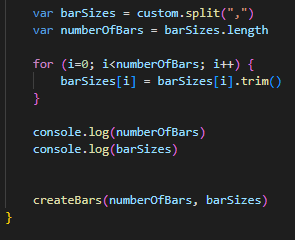 var barSizes = custom.split(",")
var numberOfBars = barSizes.length
for (i=0; i<numberOfBars; i++) {
barSizes[i] = barSizes[i].trim()
}
console.log(numberOfBars)
console.log(barSizes)
createBars(numberOfBars, barSizes)
}